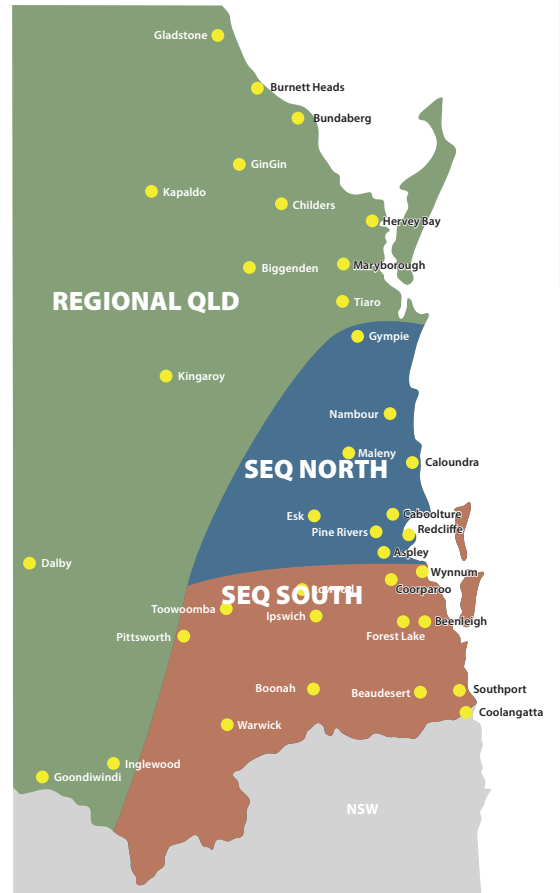 Gladstone
Burnett Heads
Bundaberg
GinGin
Kapaldo
Childers
Hervey Bay
Biggenden
Maryborough
REGIONAL QLD
Tiaro
Gympie
Kingaroy
Nambour
Maleny
Caloundra
SEQ NORTH
Esk
Caboolture
Redcliffe
Pine Rivers
Aspley
Dalby
Wynnum
Coorparoo
SEQ SOUTH
Toowoomba
Ipswich
Beenleigh
Forest Lake
Pittsworth
Boonah
Beaudesert
Southport
Coolangatta
Warwick
Inglewood
Goondiwindi
NSW